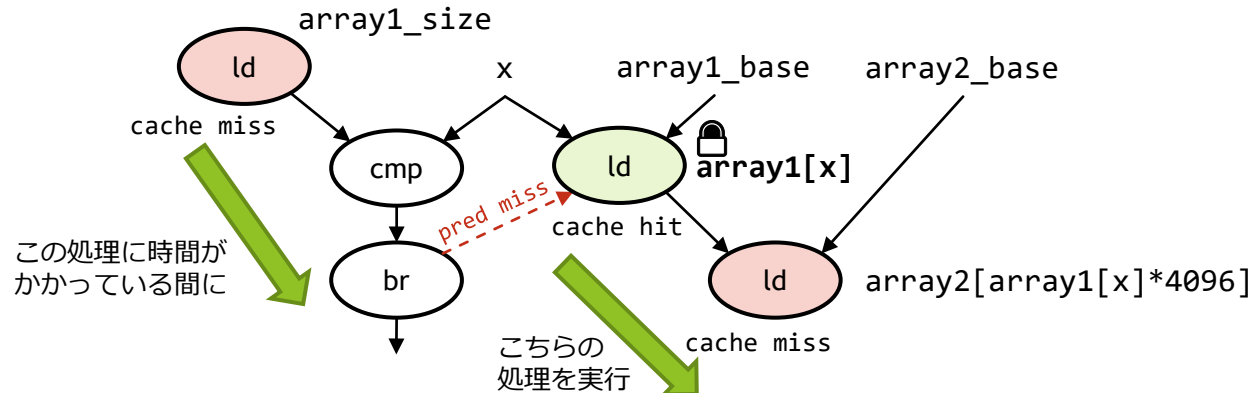 array1_size
ld
x
array1_base
array2_base
cache miss
cmp
ld
array1[x]
pred miss
cache hit
この処理に時間が
かかっている間に
br
ld
array2[array1[x]*4096]
こちらの
処理を実行
cache miss